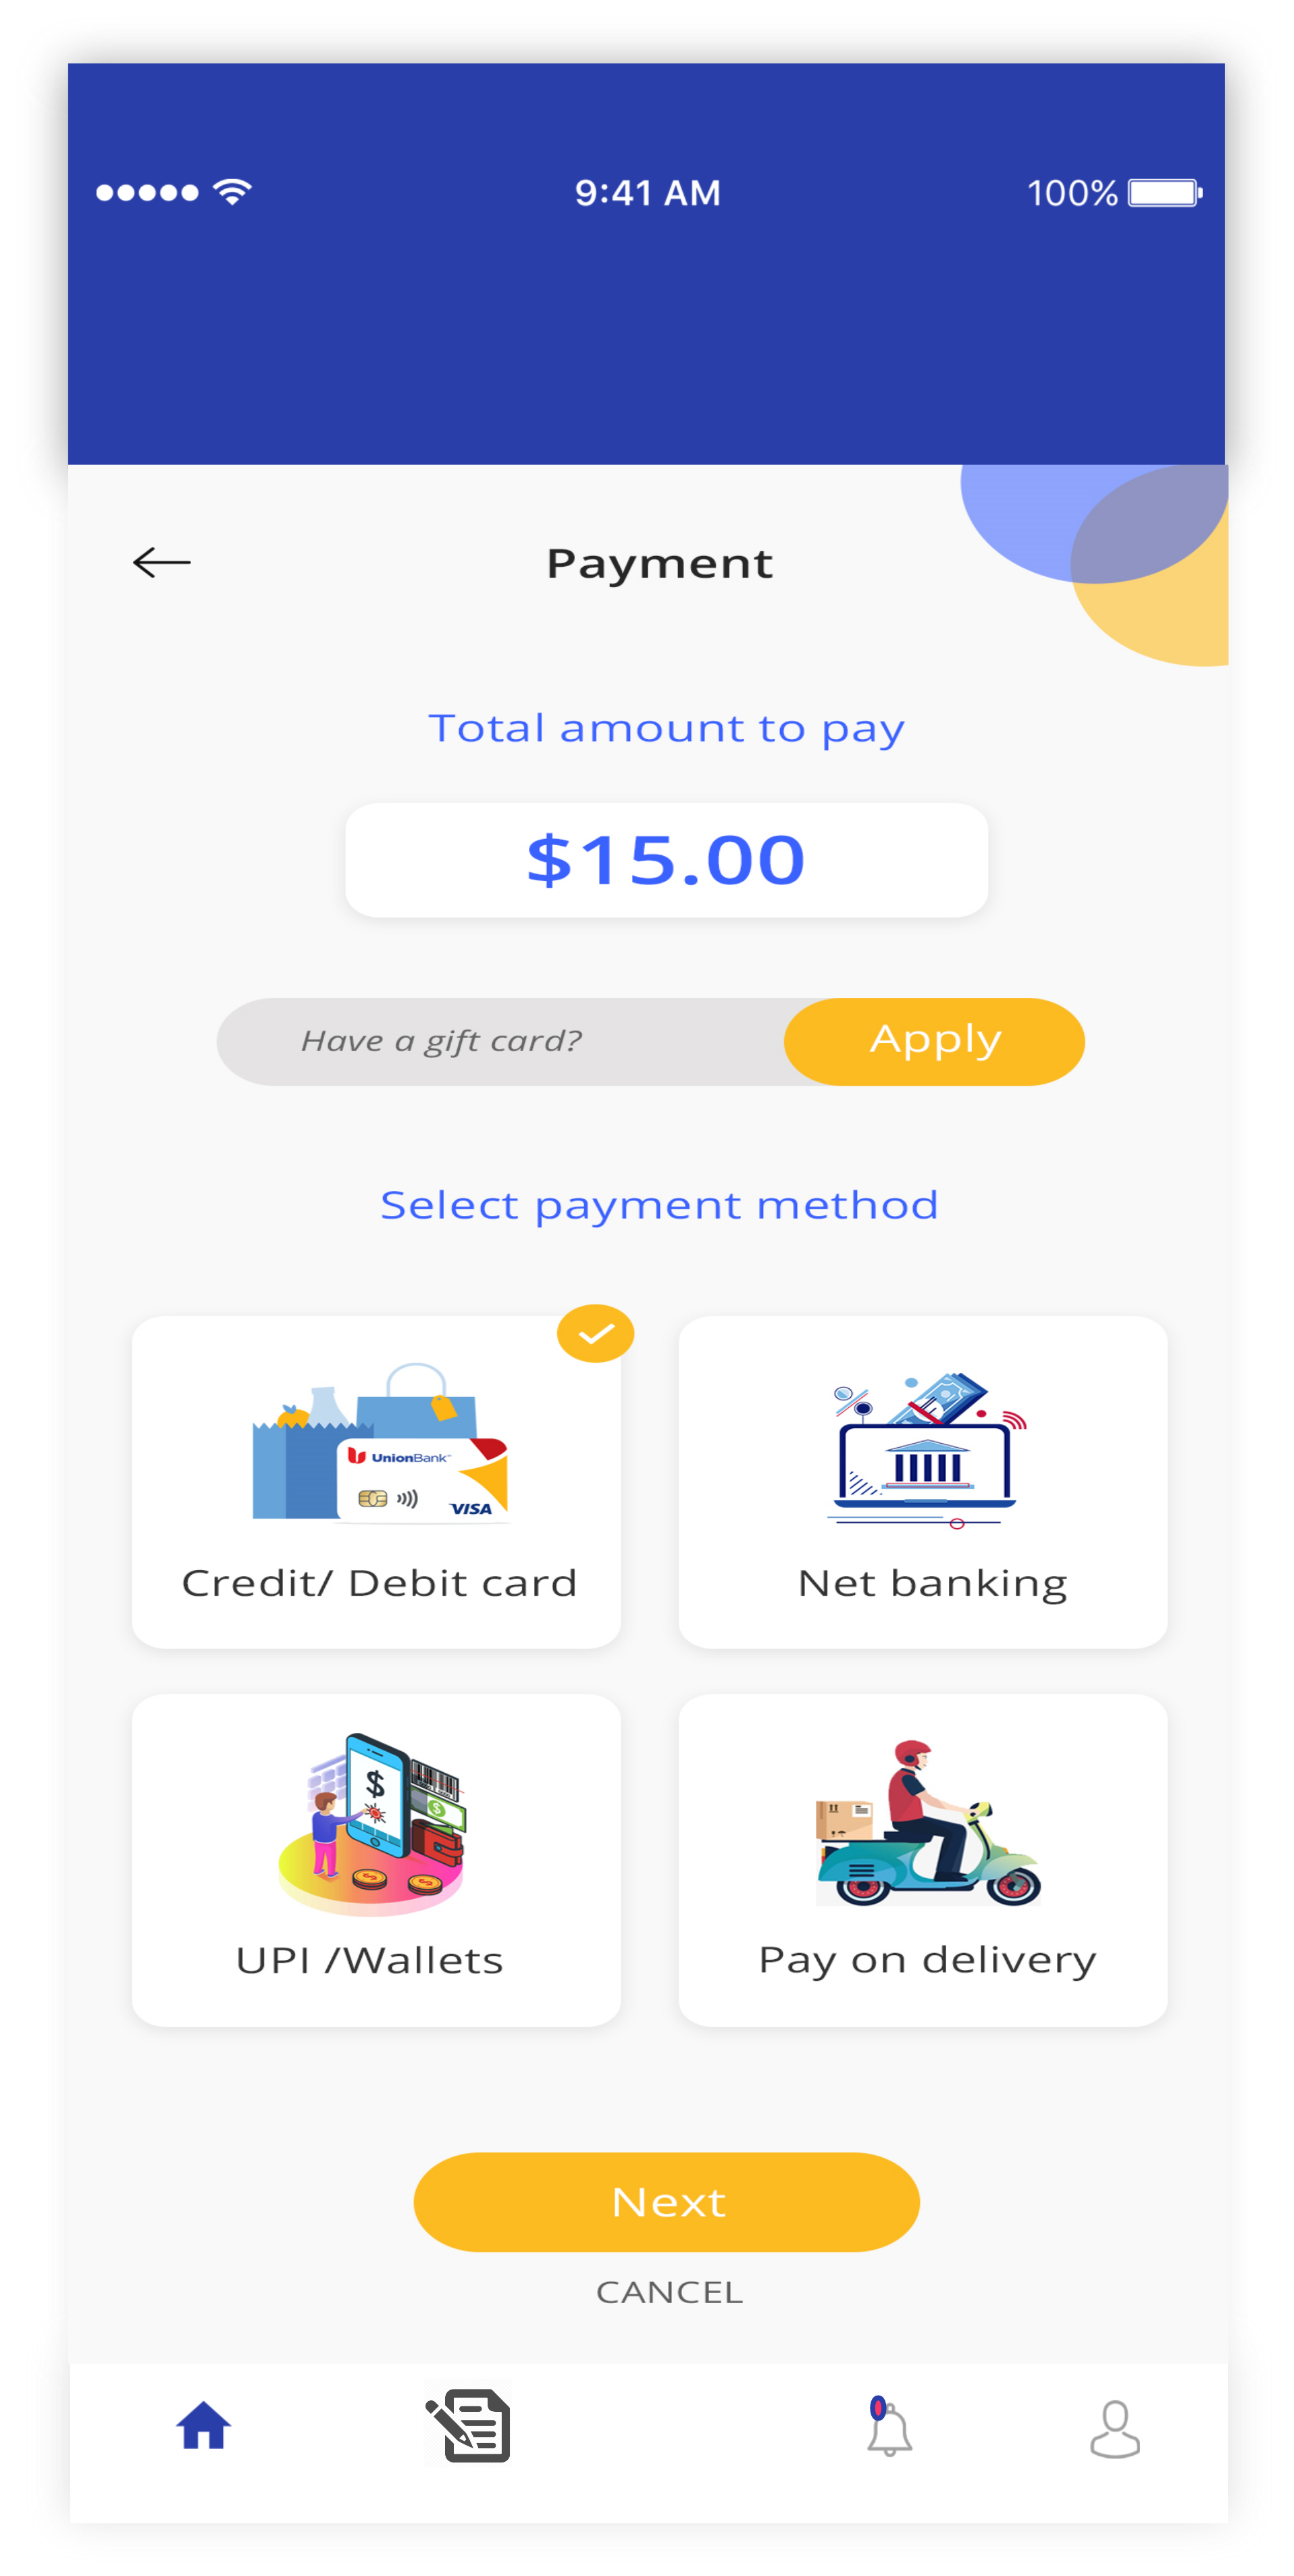 9:41 AM
100%
Payment
Total amount to pay
$15.00
Have a gift card?
Apply
Select payment method
UnionBank
VISA
Credit/ Debit card
Net banking
$
UPI /Wallets
Pay on delivery
Next
CANCEL